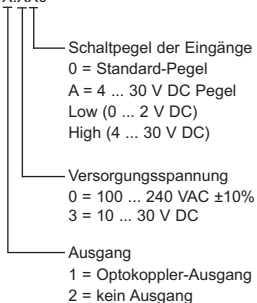 Schaltpegel der Eingänge
0 = Standard-Pegel
A = 4 ... 30 V DC Pegel
Low (0 ... 2 V DC)
High (4 ... 30 V DC)
Versorgungsspannung
0 = 100 ... 240 VAC ±10%
3 = 10 ... 30 V DC
Ausgang
1 = Optokoppler-Ausgang
2 = kein Ausgang